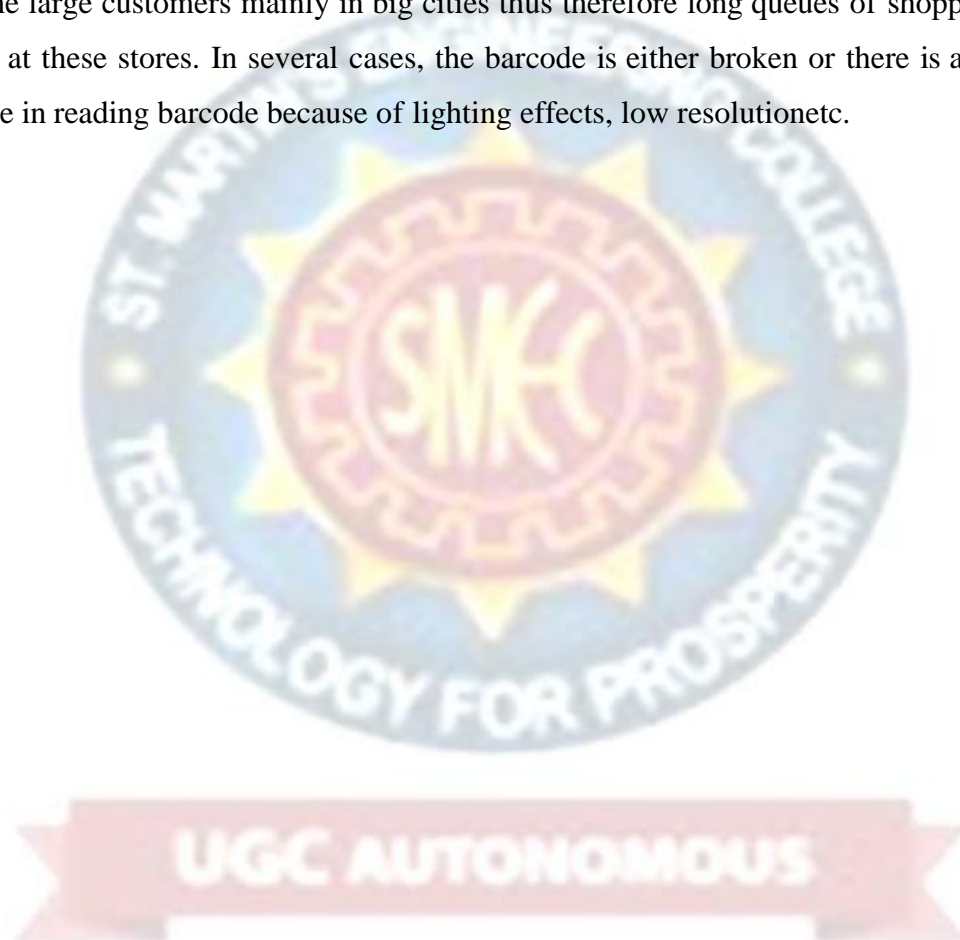 large customers mainly in big cities thus therefore long queues of
at these stores. In several cases, the barcode is either broken or there is a
in reading barcode because of lighting effects, low resolutionetc.
ST. MARTIN'S ENGINEERING COLLEGE
SMEC
TECHNOLOGY FOR PROSPERITY
UGC AUTONOMOUS